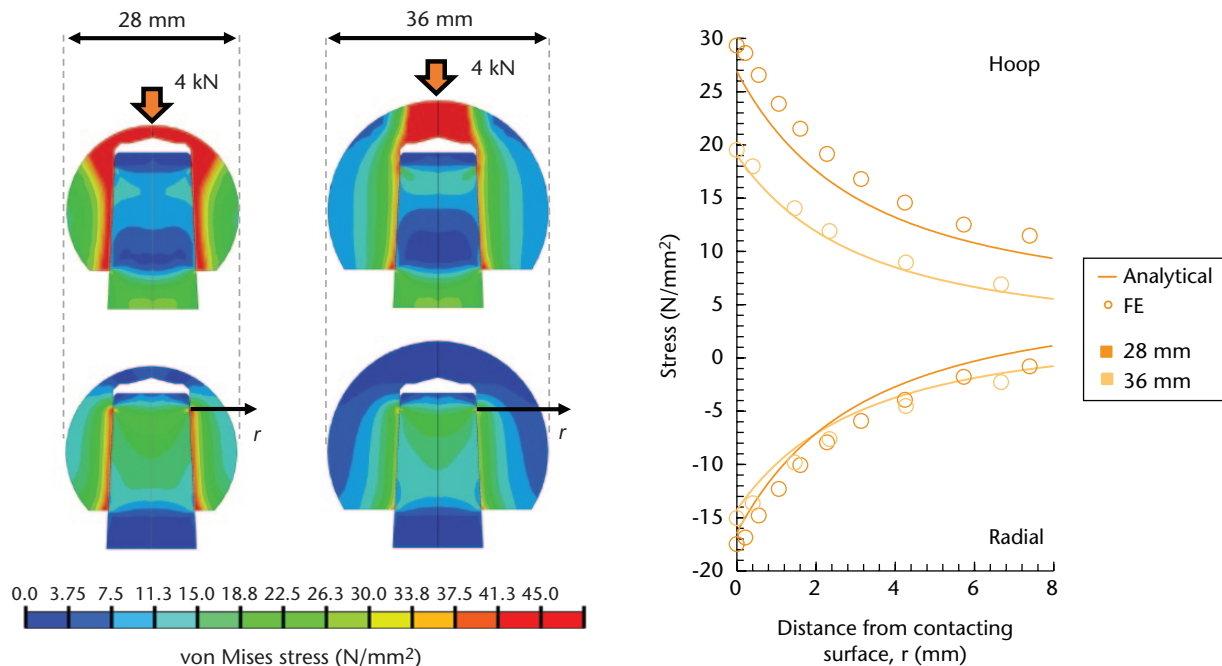 28 mm
36 mm
4 kN
4 kN
r
r
0.0 3.75 7.5 11.3 15.0 18.8 22.5 26.3 30.0 33.8 37.5 41.3 45.0
von Mises stress (N/mm²)
30
25
20
15
10
5
0
-5
-10
-15
-20
Stress (N/mm²)
Hoop
Radial
0 2 4 6 8
Distance from contacting
surface, r (mm)
Analytical
FE
28 mm
36 mm